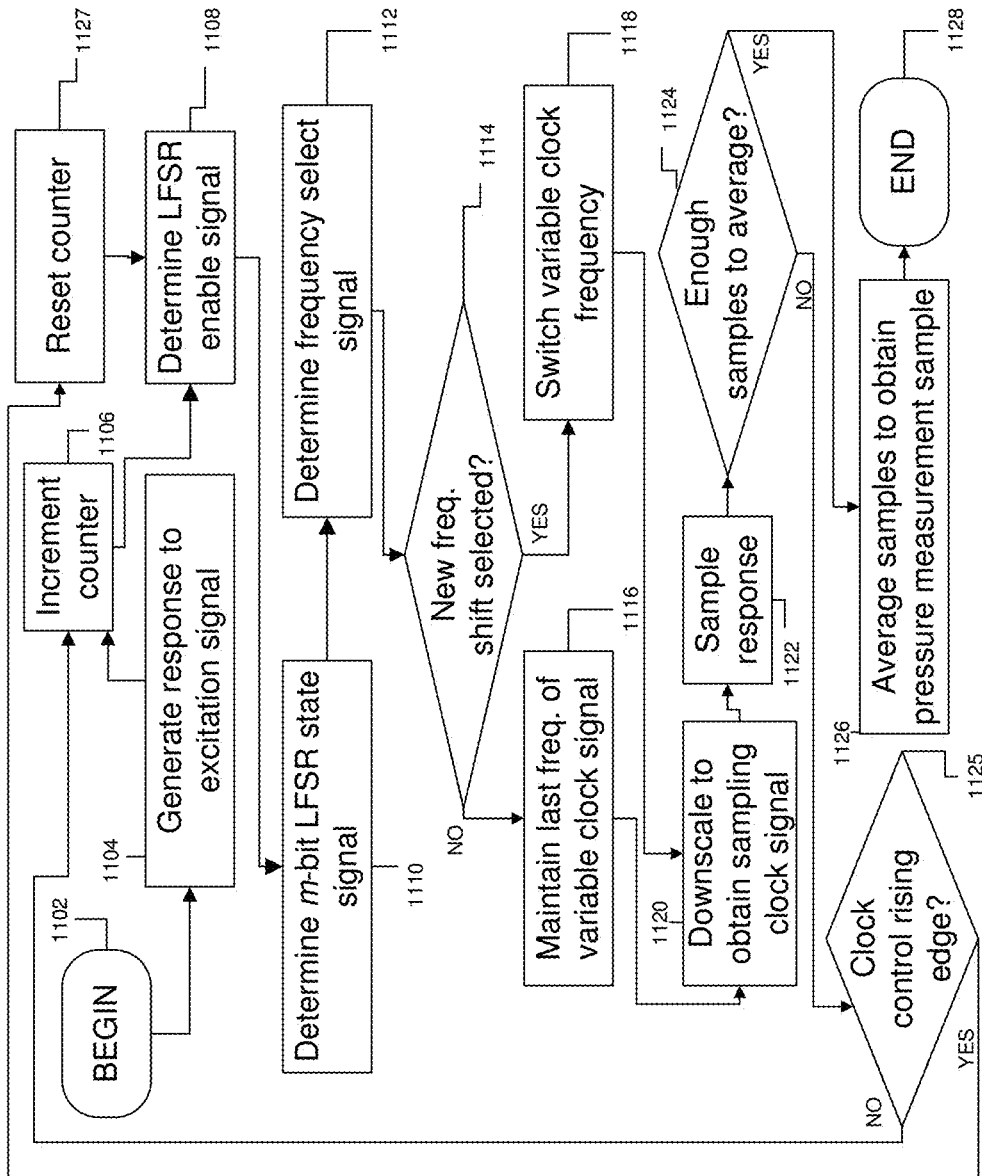 BEGIN
1102
1104
Generate response to
excitation signal
Increment
counter
1106
Reset counter
1127
Determine LFSR
enable signal
1108
Determine m-bit LFSR state
signal
1110
Determine frequency select
signal
1112
New freq.
shift selected?
1114
NO
YES
Maintain last freq. of
variable clock signal
1116
Switch variable clock
frequency
1118
1120
Downscale to
obtain sampling
clock signal
Sample
response
1122
Enough
samples to average?
1124
NO
YES
Clock
control rising
edge?
1125
NO
YES
1126
Average samples to obtain
pressure measurement sample
END
1128